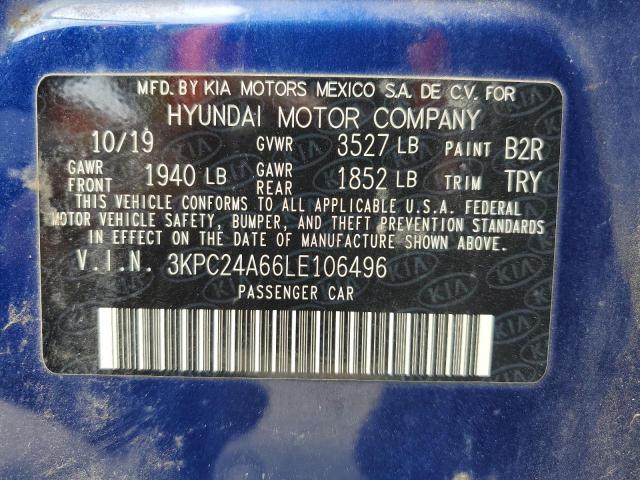 MFD. BY KIA MOTORS MEXICO S.A. DE C.V. FOR
HYUNDAI MOTOR COMPANY
10/19 GVWR 3527 LB PAINT B2R
GAWR FRONT 1940 LB GAWR REAR 1852 LB TRIM TRY
THIS VEHICLE CONFORMS TO ALL APPLICABLE U.S.A. FEDERAL
MOTOR VEHICLE SAFETY, BUMPER, AND THEFT PREVENTION STANDARDS
IN EFFECT ON THE DATE OF MANUFACTURE SHOWN ABOVE.
V.I.N. 3KPC24A66LE106496
PASSENGER CAR